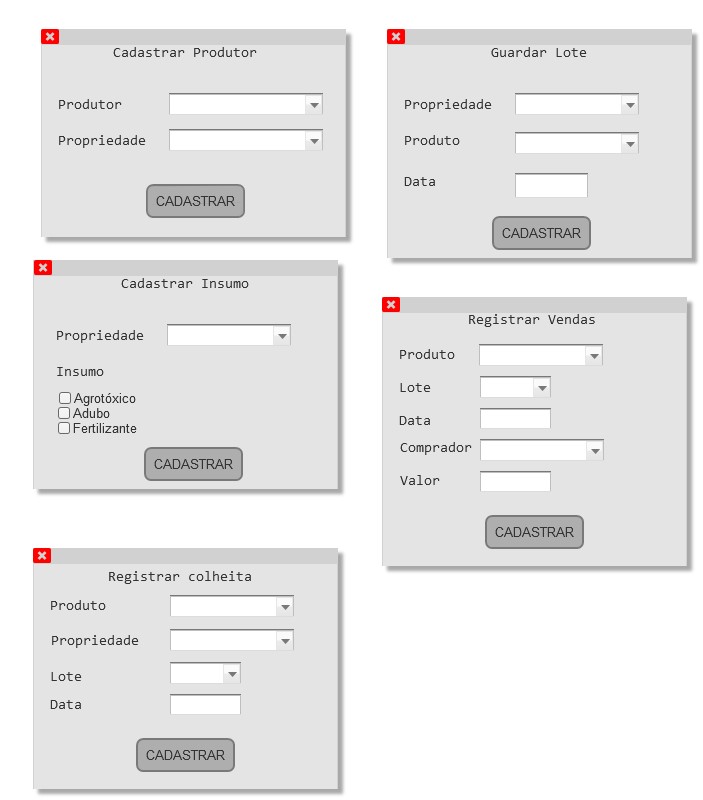 Cadastrar Produtor
Produtor
Propriedade
CADASTRAR
Guardar Lote
Propriedade
Produto
Data
CADASTRAR
Cadastrar Insumo
Propriedade
Insumo
Agrotóxico
Adubo
Fertilizante
CADASTRAR
Registrar Vendas
Produto
Lote
Data
Comprador
Valor
CADASTRAR
Registrar colheita
Produto
Propriedade
Lote
Data
CADASTRAR